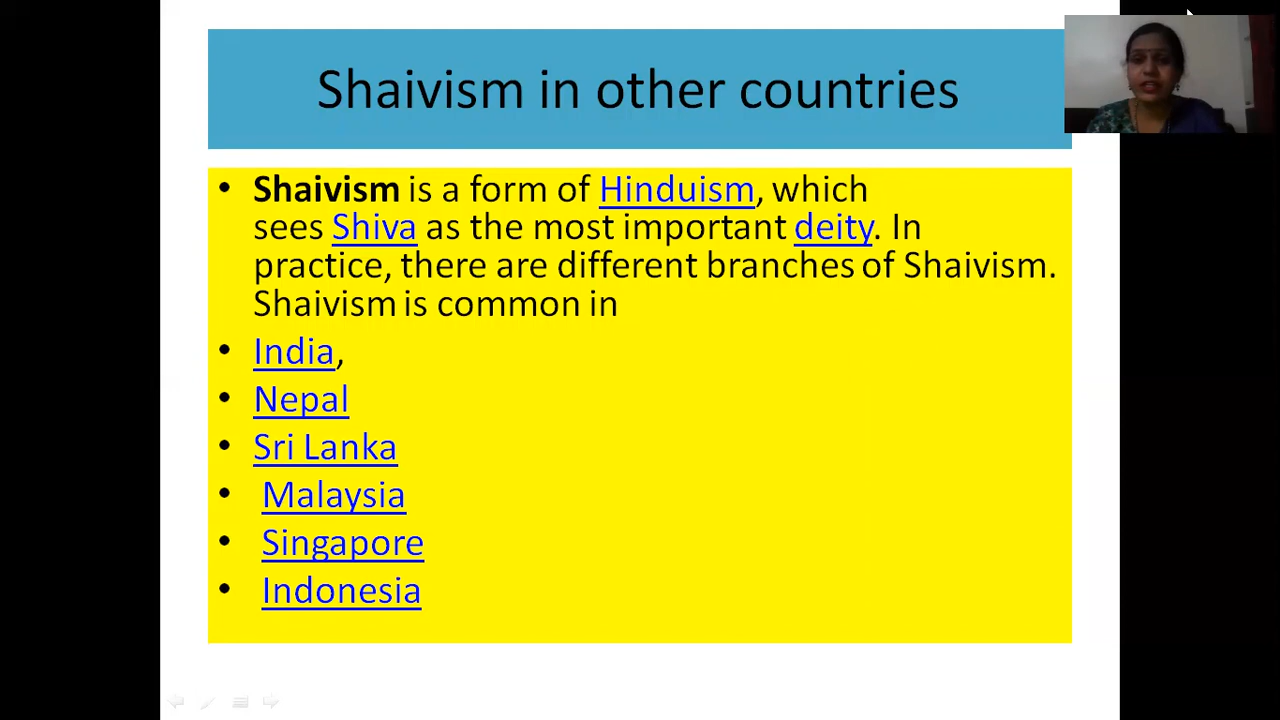 Shaivism in other countries
• Shaivism is a form of Hinduism, which
sees Shiva as the most important deity. In
practice, there are different branches of Shaivism.
Shaivism is common in
• India,
• Nepal
• Sri Lanka
• Malaysia
• Singapore
• Indonesia